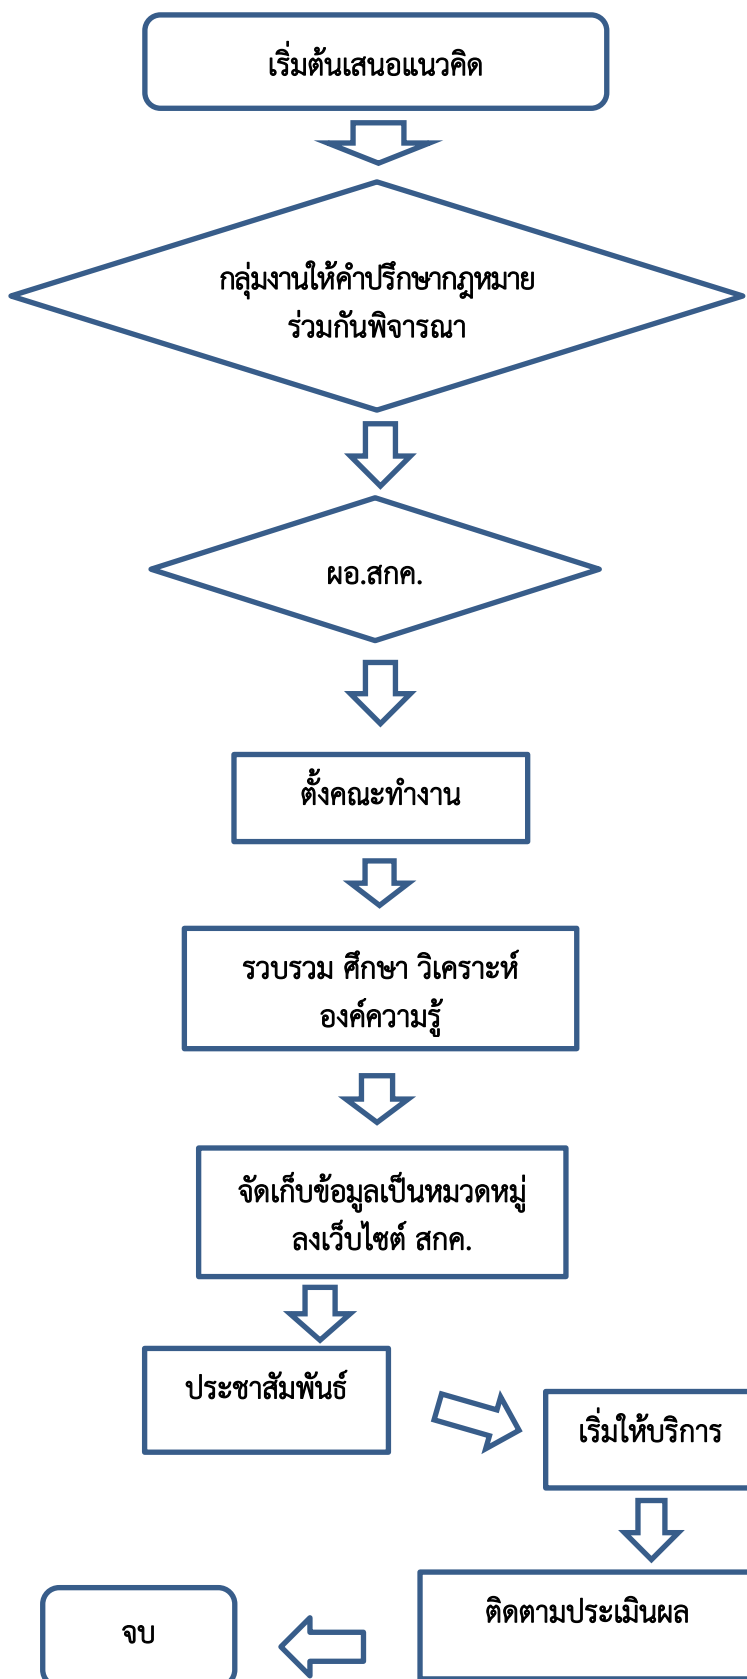 เริ่มต้นเสนอแนวคิด
กลุ่มงานให้คำปรึกษากฎหมาย
ร่วมกันพิจารณา
ผอ.สกค.
ตั้งคณะทำงาน
รวบรวม ศึกษา วิเคราะห์
องค์ความรู้
จัดเก็บข้อมูลเป็นหมวดหมู่
ลงเว็บไซต์ สกค.
ประชาสัมพันธ์
เริ่มให้บริการ
ติดตามประเมินผล
จบ